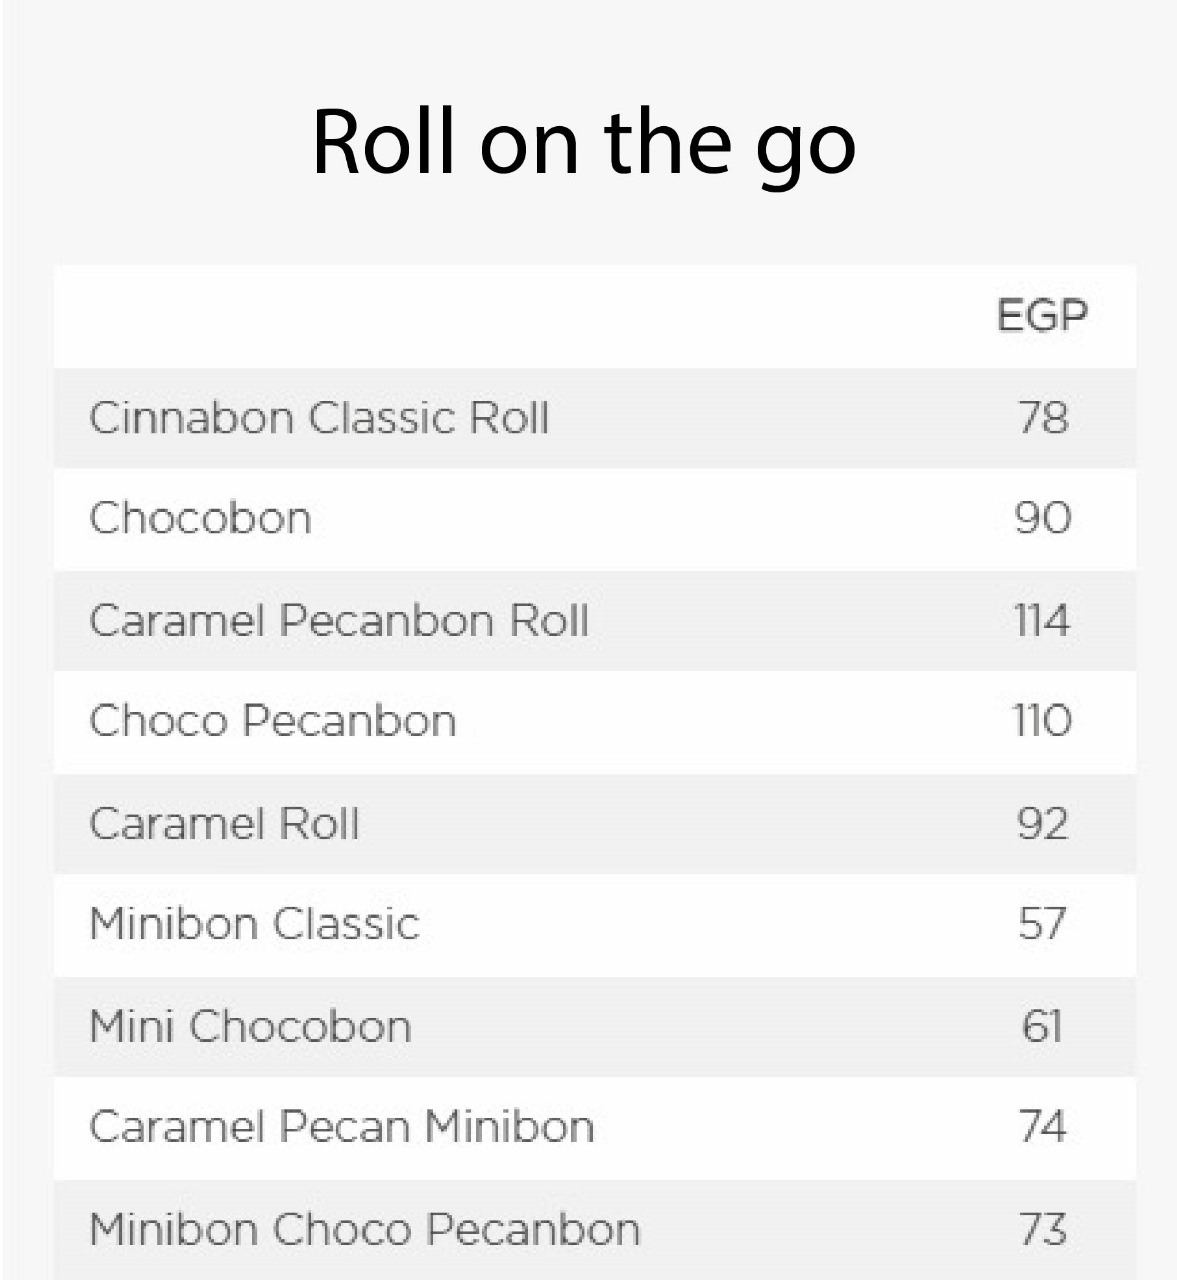 Roll on the go
EGP
Cinnabon Classic Roll 78
Chocobon 90
Caramel Pecanbon Roll 114
Choco Pecanbon 110
Caramel Roll 92
Minibon Classic 57
Mini Chocobon 61
Caramel Pecan Minibon 74
Minibon Choco Pecanbon 73